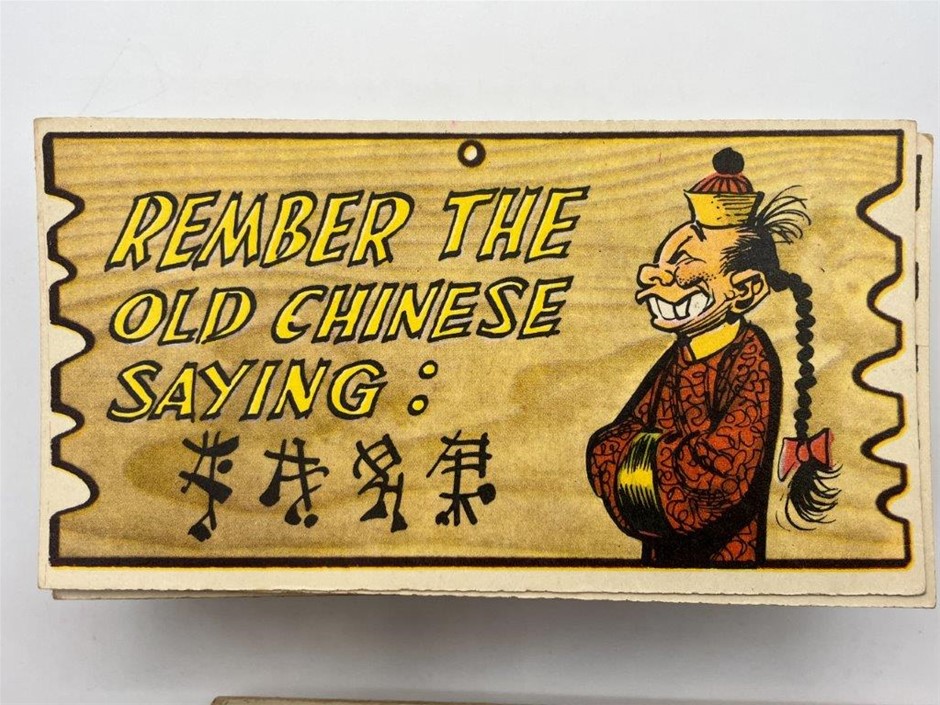 REMBER THE
OLD CHINESE
SAYING: